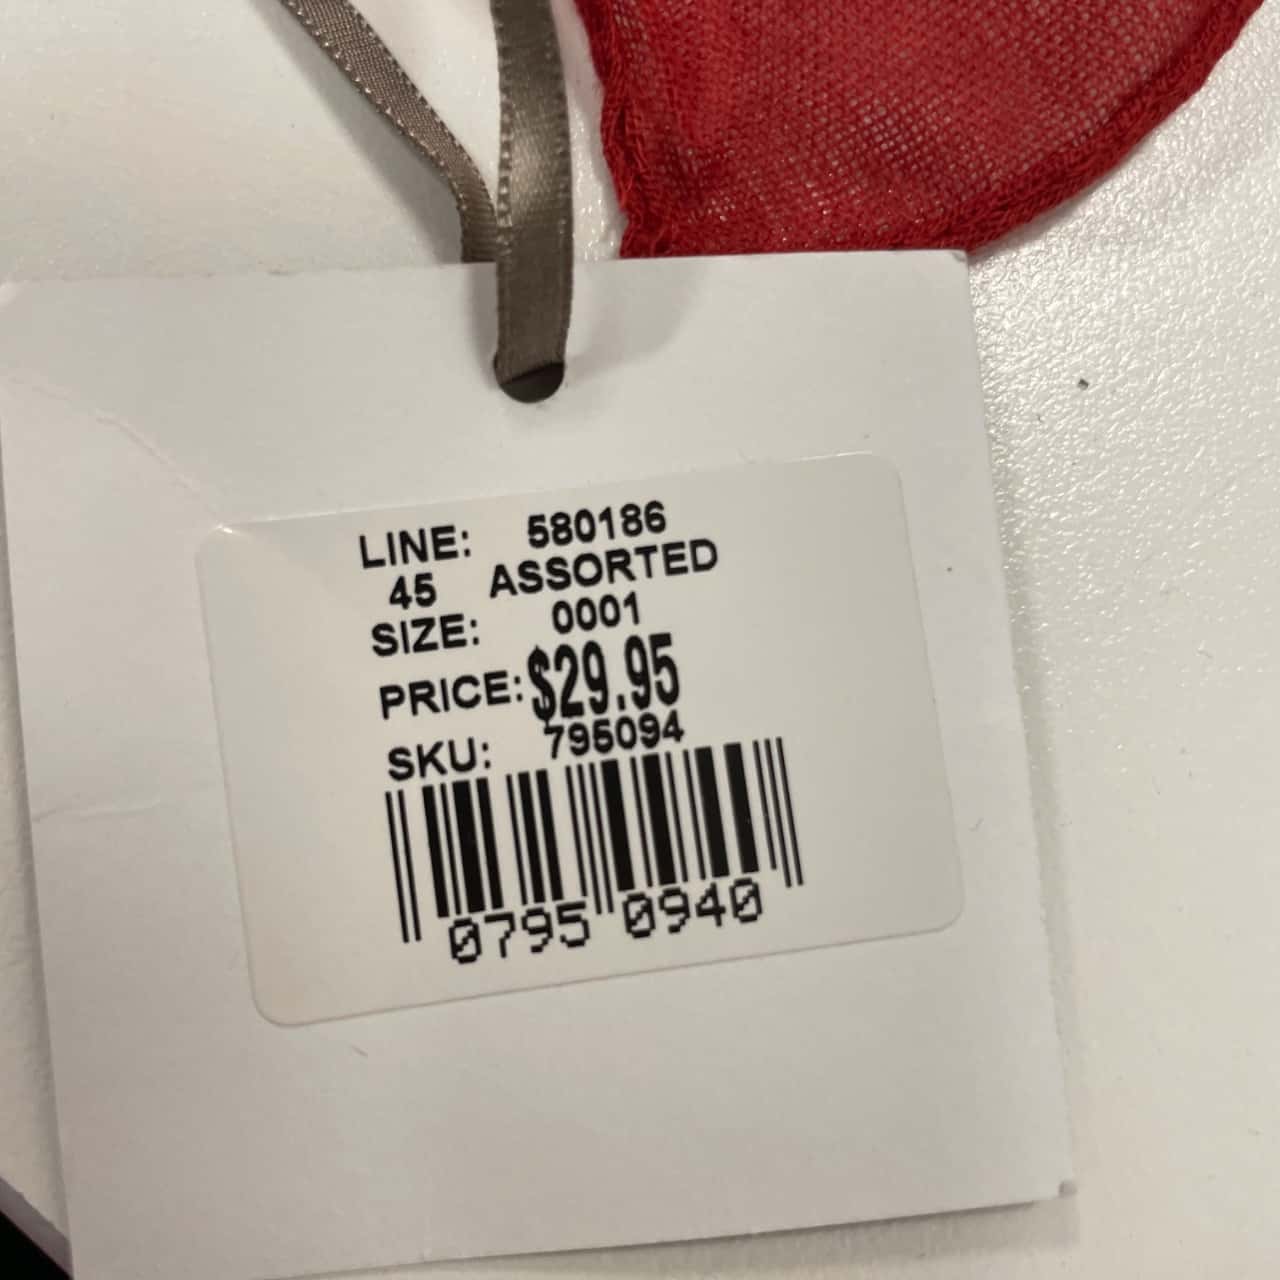 LINE: 580186
45 ASSORTED
SIZE: 0001
PRICE: $29.95
SKU: 795094
0795 0940